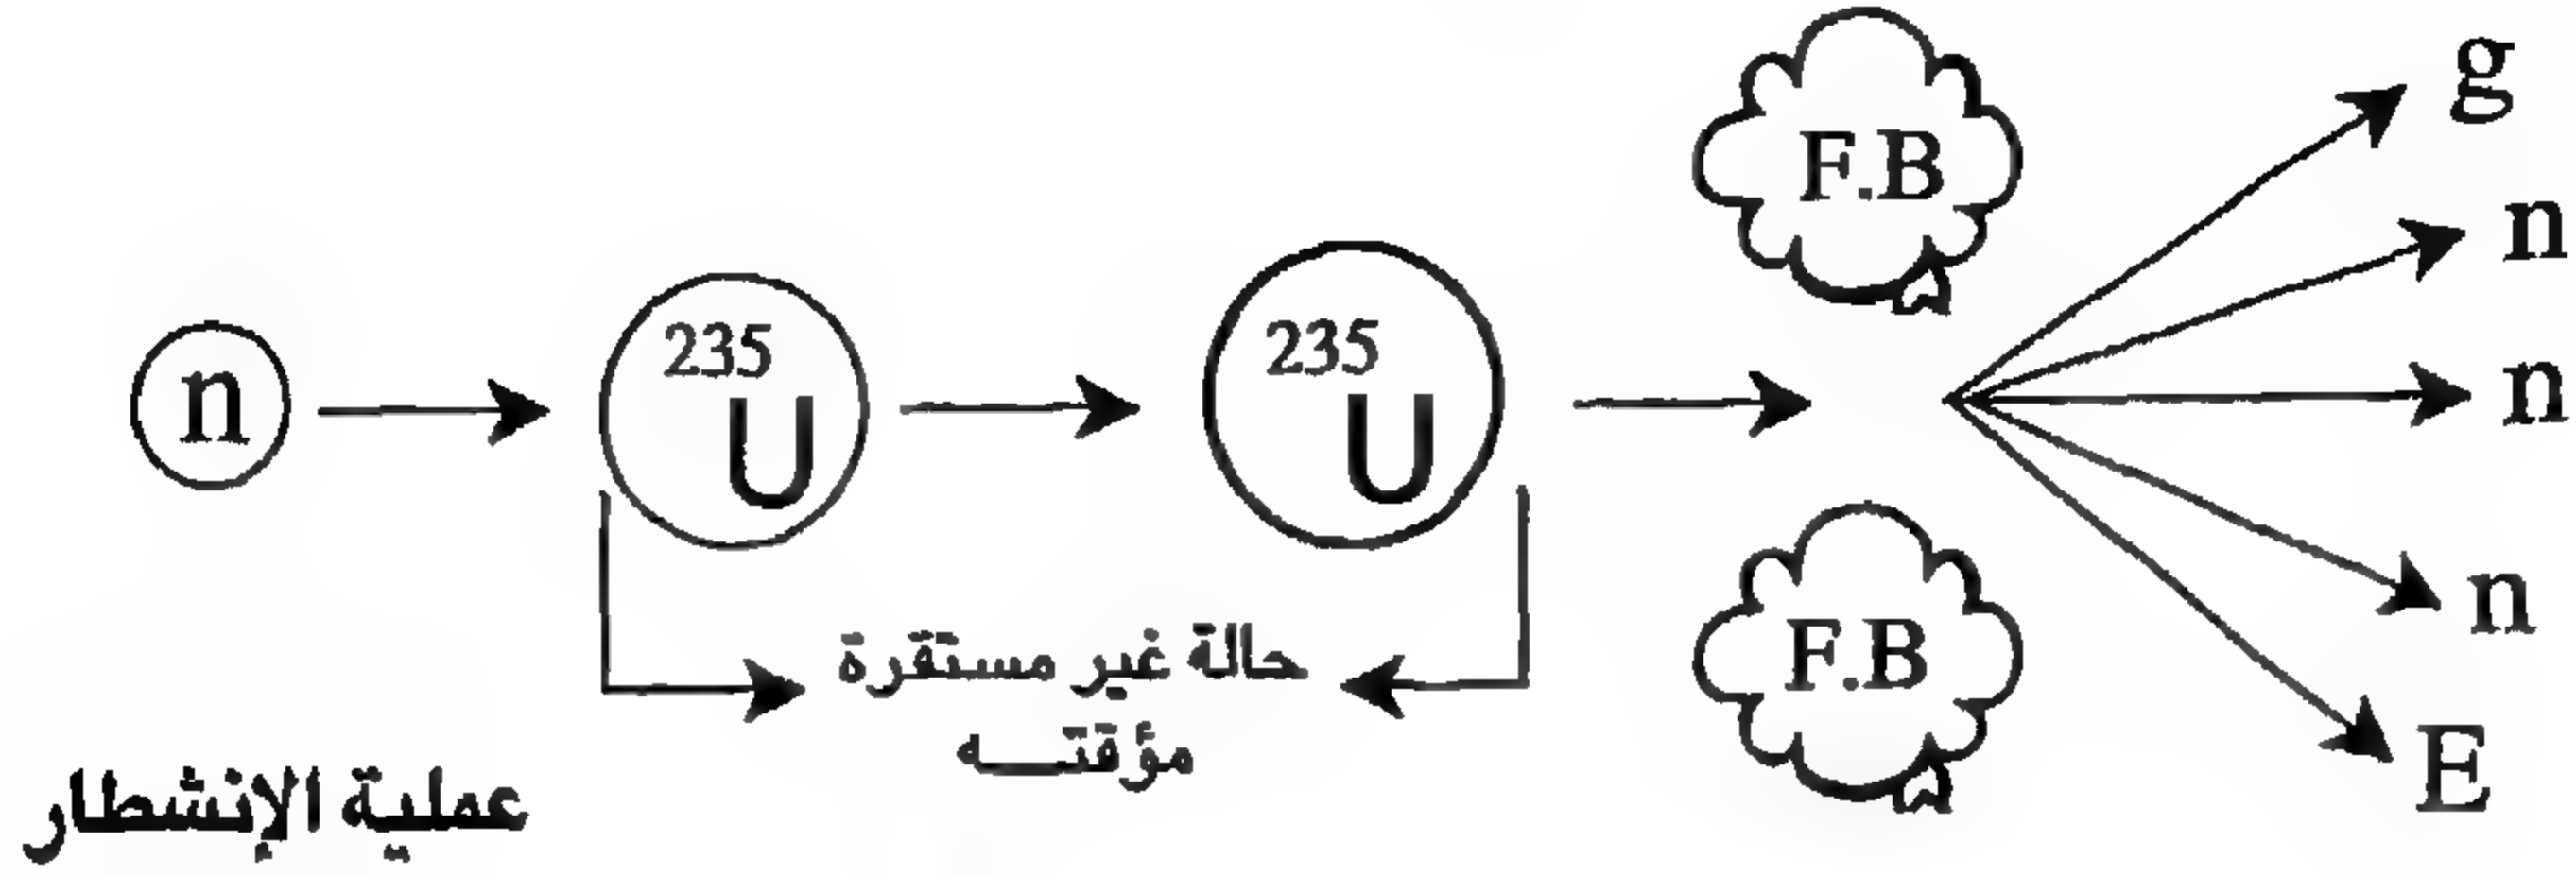 F.B
g
n
n
235
U
235
U
n
n
F.B
E
حالة غير مستقرة
مؤقتـــه
عملية الإنشطار